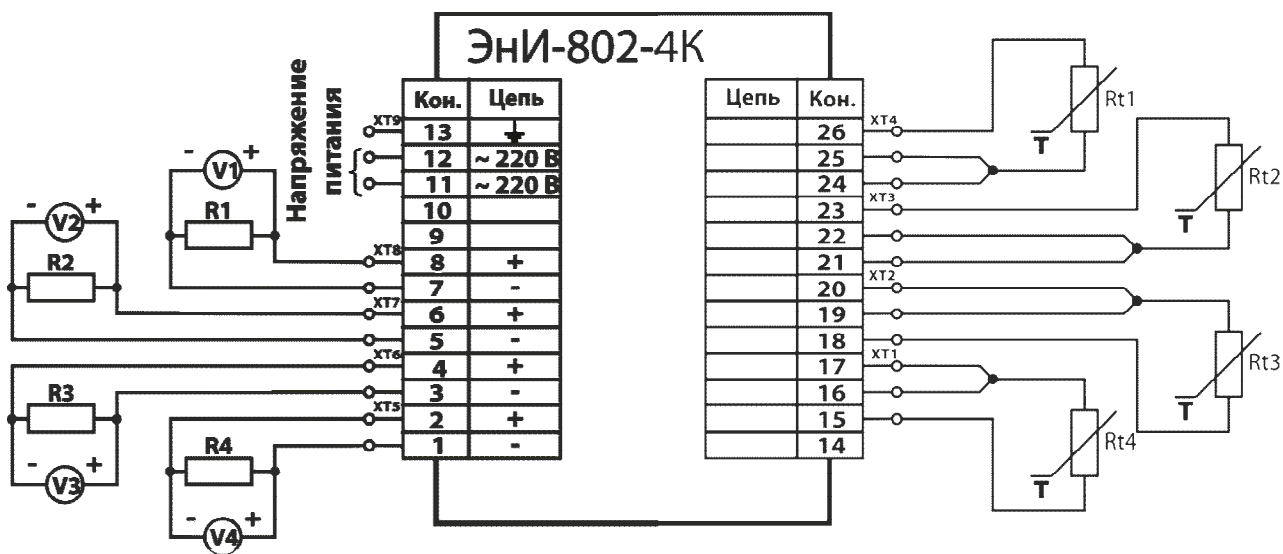 ЭнИ-802-4К
Напряжение
питания
Кон. Цепь
XT9 13
12 ~ 220 В
11 ~ 220 В
10
9
XT8 8 +
7 -
XT7 6 +
5 -
XT6 4 +
3 -
XT5 2 +
1 -
- V1 +
R1
- V2 +
R2
R3
- V3 +
R4
- V4 +
Цепь Кон.
26 XT4
25
24
23 XT3
22
21
20 XT2
19
18
17 XT1
16
15
14
Rt1
T
Rt2
T
Rt3
T
Rt4
T